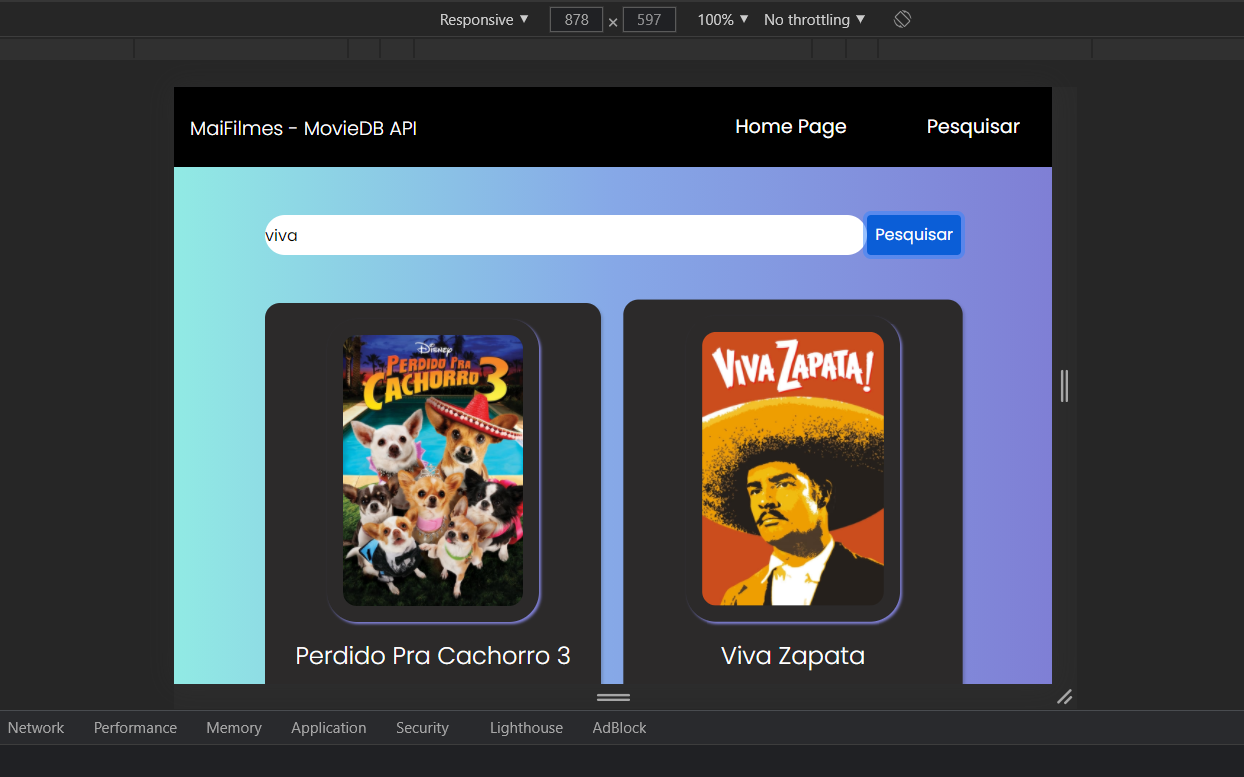 Responsive ▼ 878 × 597 100% ▼ No throttling ▼
MaiFilmes - MovieDB API Home Page Pesquisar
viva Pesquisar
DISNEY
PERDIDO PRA
CACHORRO 3
VIVA ZAPATA!
Perdido Pra Cachorro 3 Viva Zapata
Network Performance Memory Application Security Lighthouse AdBlock